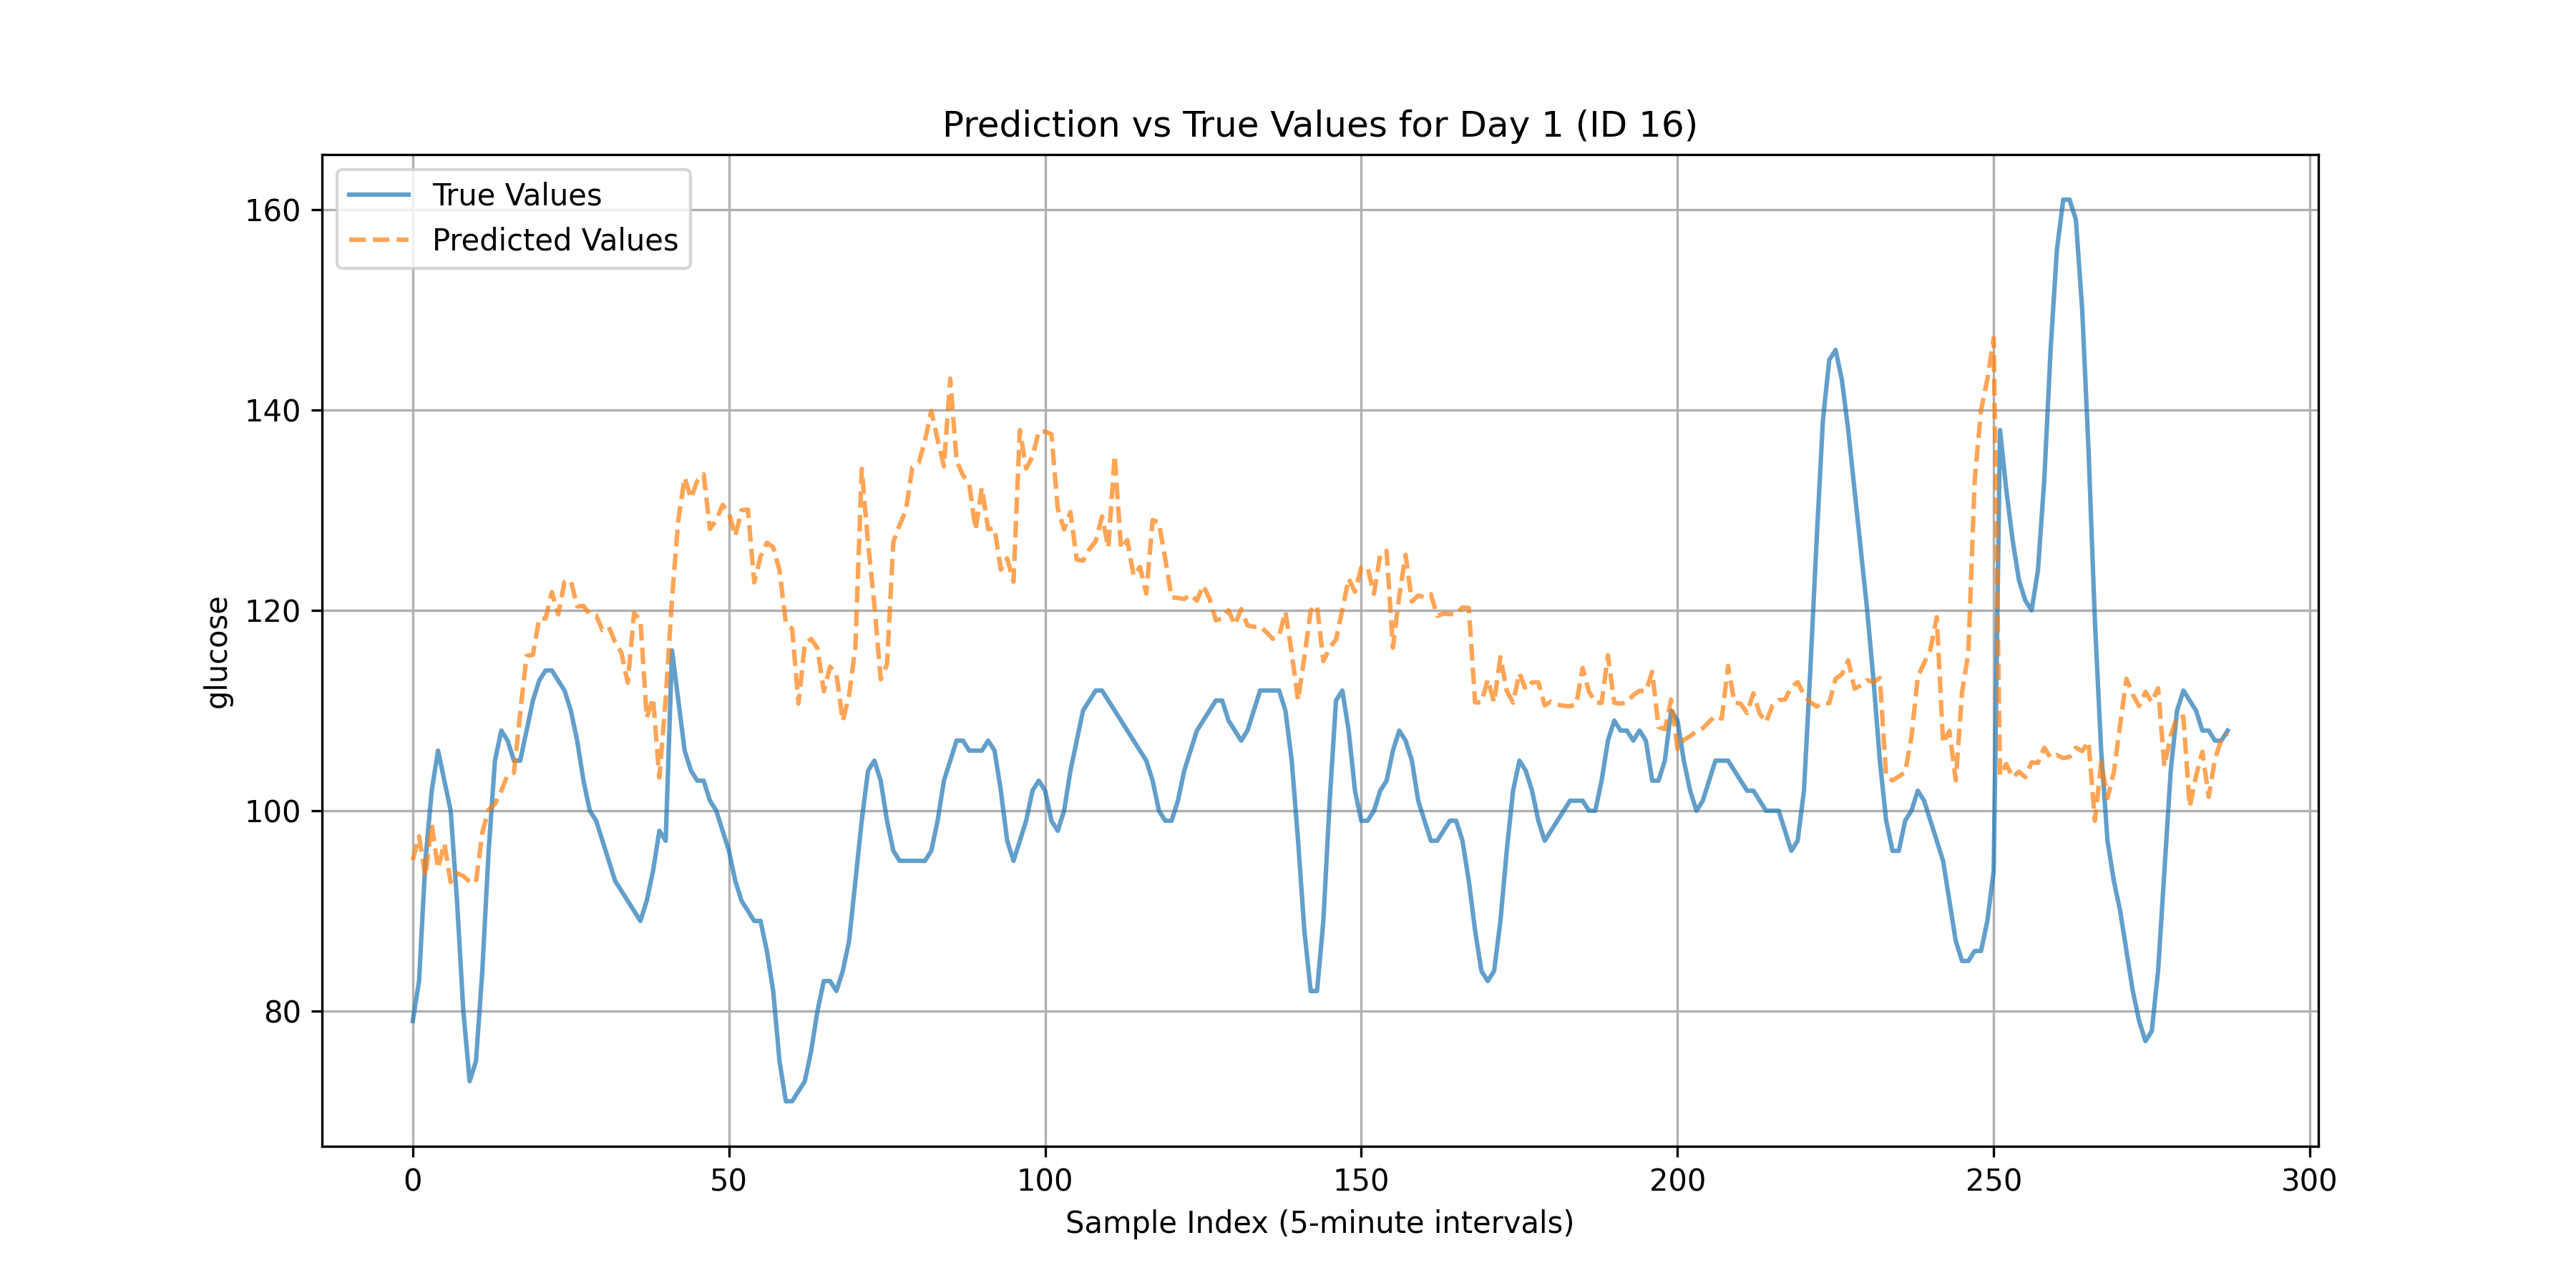 Prediction vs True Values for Day 1 (ID 16)
True Values
Predicted Values
160
140
120
100
80
glucose
0 50 100 150 200 250 300
Sample Index (5-minute intervals)